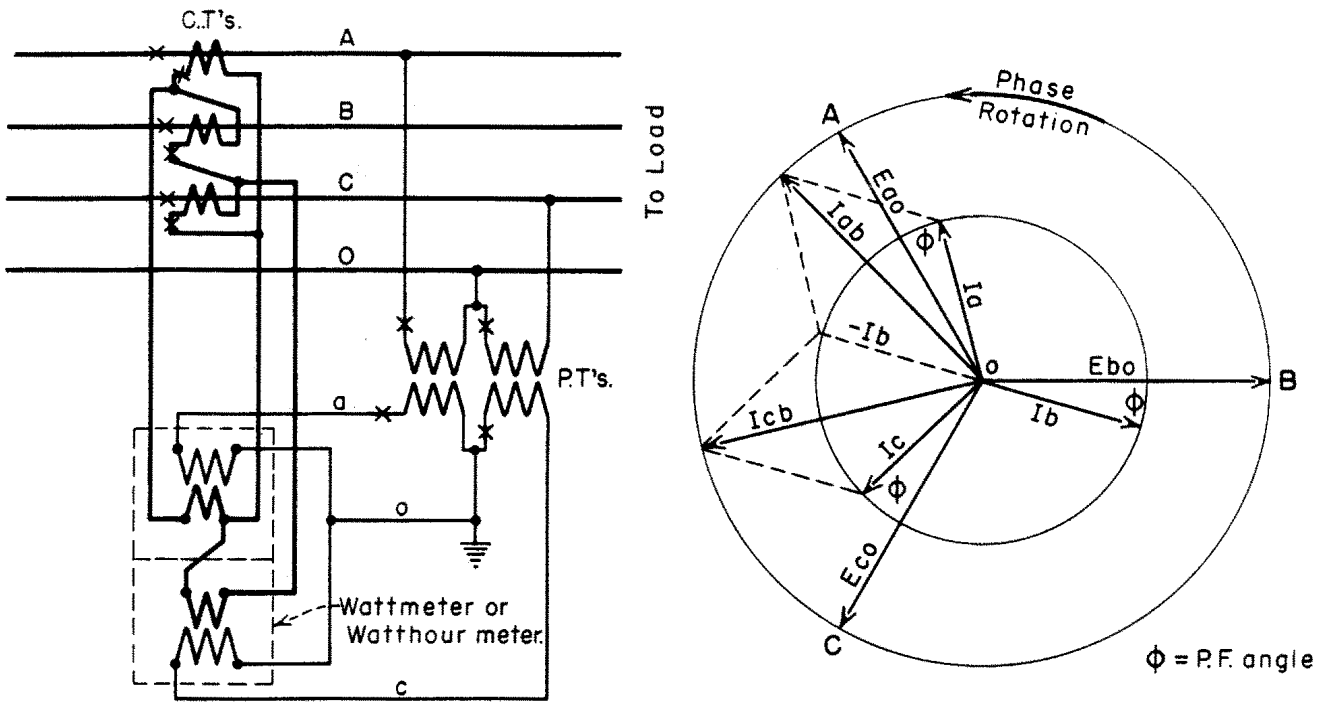 C.T's.
A
B
C
O
To Load
P.T's.
a
o
Wattmeter or
Watthour meter.
c
Phase
Rotation
A
Eao
Iab
ϕ
Ia
-Ib
o
Ebo
B
ϕ
Ib
Icb
Ic
ϕ
Eco
C
ϕ = P.F. angle